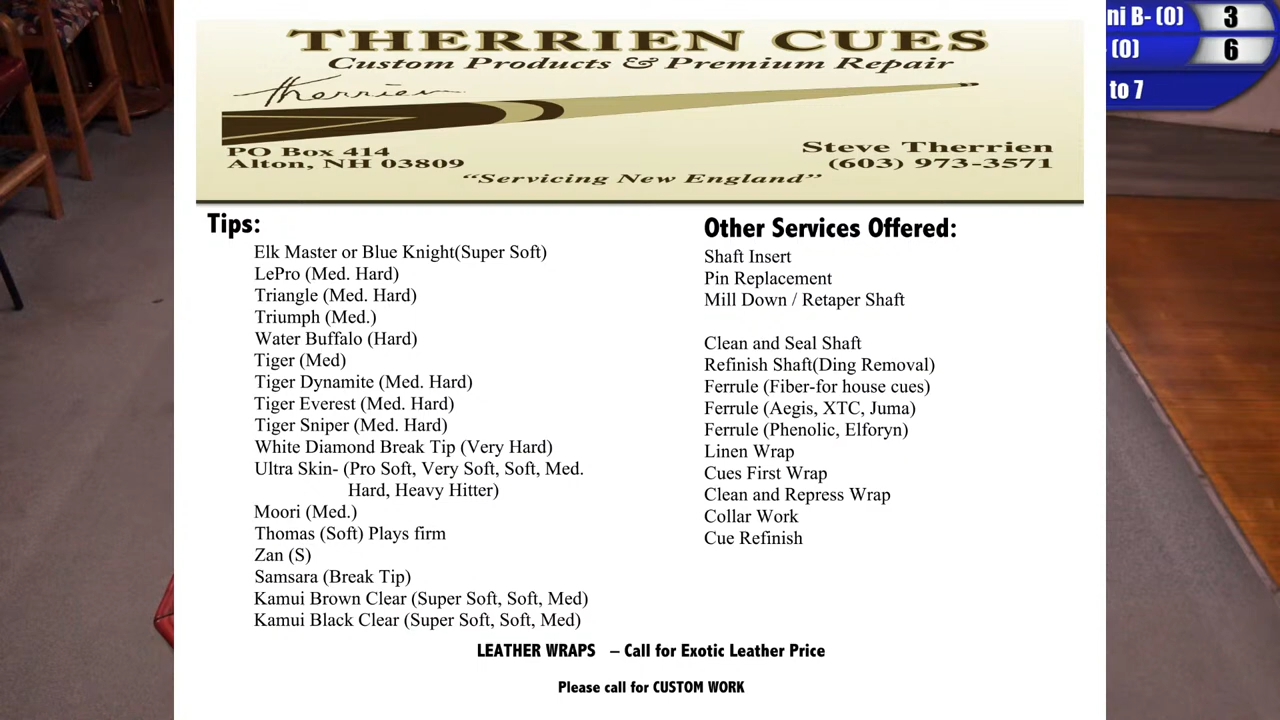 THERRIEN CUES
Custom Products & Premium Repair
Therrien
PO Box 414
Alton, NH 03809
Steve Therrien
(603) 973-3571
“Servicing New England”
Tips:
Elk Master or Blue Knight(Super Soft)
LePro (Med. Hard)
Triangle (Med. Hard)
Triumph (Med.)
Water Buffalo (Hard)
Tiger (Med)
Tiger Dynamite (Med. Hard)
Tiger Everest (Med. Hard)
Tiger Sniper (Med. Hard)
White Diamond Break Tip (Very Hard)
Ultra Skin- (Pro Soft, Very Soft, Soft, Med.
Hard, Heavy Hitter)
Moori (Med.)
Thomas (Soft) Plays firm
Zan (S)
Samsara (Break Tip)
Kamui Brown Clear (Super Soft, Soft, Med)
Kamui Black Clear (Super Soft, Soft, Med)
Other Services Offered:
Shaft Insert
Pin Replacement
Mill Down / Retaper Shaft
Clean and Seal Shaft
Refinish Shaft(Ding Removal)
Ferrule (Fiber-for house cues)
Ferrule (Aegis, XTC, Juma)
Ferrule (Phenolic, Elforyn)
Linen Wrap
Cues First Wrap
Clean and Repress Wrap
Collar Work
Cue Refinish
LEATHER WRAPS – Call for Exotic Leather Price
Please call for CUSTOM WORK
ni B- (0) 3
(0) 6
to 7